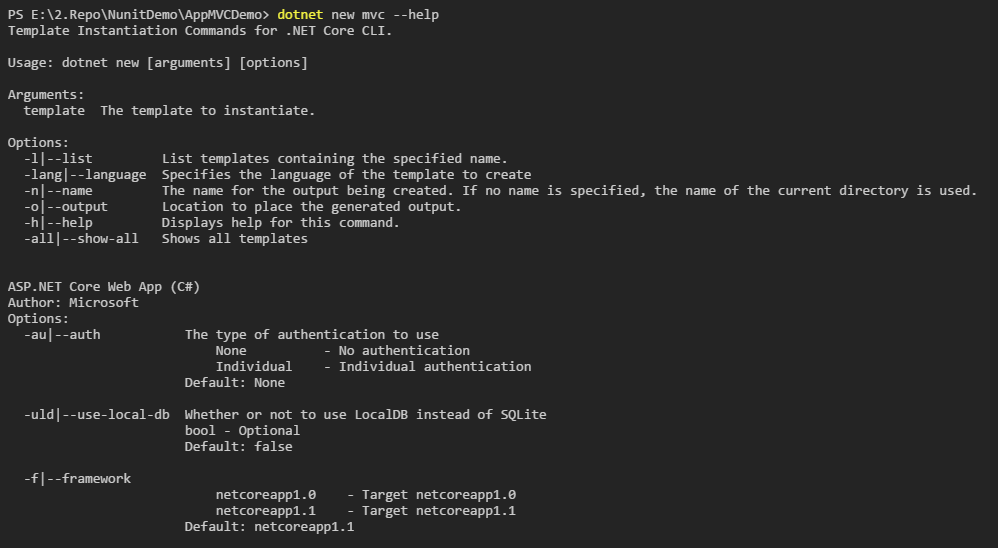 PS E:\2.Repo\NunitDemo\AppMVCDemo> dotnet new mvc --help
Template Instantiation Commands for .NET Core CLI.
Usage: dotnet new [arguments] [options]
Arguments:
template  The template to instantiate.
Options:
-l|--list         List templates containing the specified name.
-lang|--language  Specifies the language of the template to create
-n|--name         The name for the output being created. If no name is specified, the name of the current directory is used.
-o|--output       Location to place the generated output.
-h|--help         Displays help for this command.
-all|--show-all   Shows all templates
ASP.NET Core Web App (C#)
Author: Microsoft
Options:
-au|--auth           The type of authentication to use
None          - No authentication
Individual    - Individual authentication
Default: None
-uld|--use-local-db  Whether or not to use LocalDB instead of SQLite
bool - Optional
Default: false
-f|--framework
netcoreapp1.0    - Target netcoreapp1.0
netcoreapp1.1    - Target netcoreapp1.1
Default: netcoreapp1.1